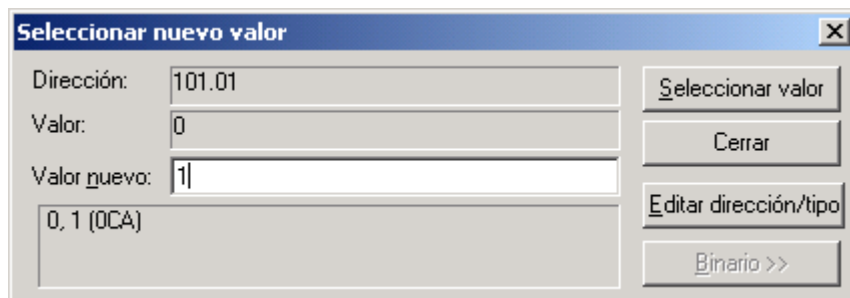 Seleccionar nuevo valor
Dirección: 101.01
Seleccionar valor
Valor: 0
Cerrar
Valor nuevo: 1
Editar dirección/tipo
0, 1 (0CA)
Binario >>